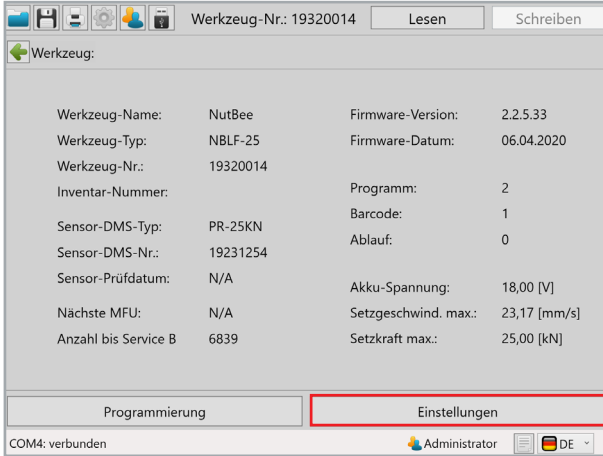 Werkzeug-Nr.: 19320014 Lesen Schreiben
Werkzeug:
Werkzeug-Name: NutBee Firmware-Version: 2.2.5.33
Werkzeug-Typ: NBLF-25 Firmware-Datum: 06.04.2020
Werkzeug-Nr.: 19320014
Inventar-Nummer: Programm: 2
Barcode: 1
Sensor-DMS-Typ: PR-25KN
Ablauf: 0
Sensor-DMS-Nr.: 19231254
Sensor-Prüfdatum: N/A
Akku-Spannung: 18,00 [V]
Nächste MFU: N/A Setzgeschwind. max.: 23,17 [mm/s]
Anzahl bis Service B 6839 Setzkraft max.: 25,00 [kN]
Programmierung Einstellungen
COM4: verbunden Administrator DE